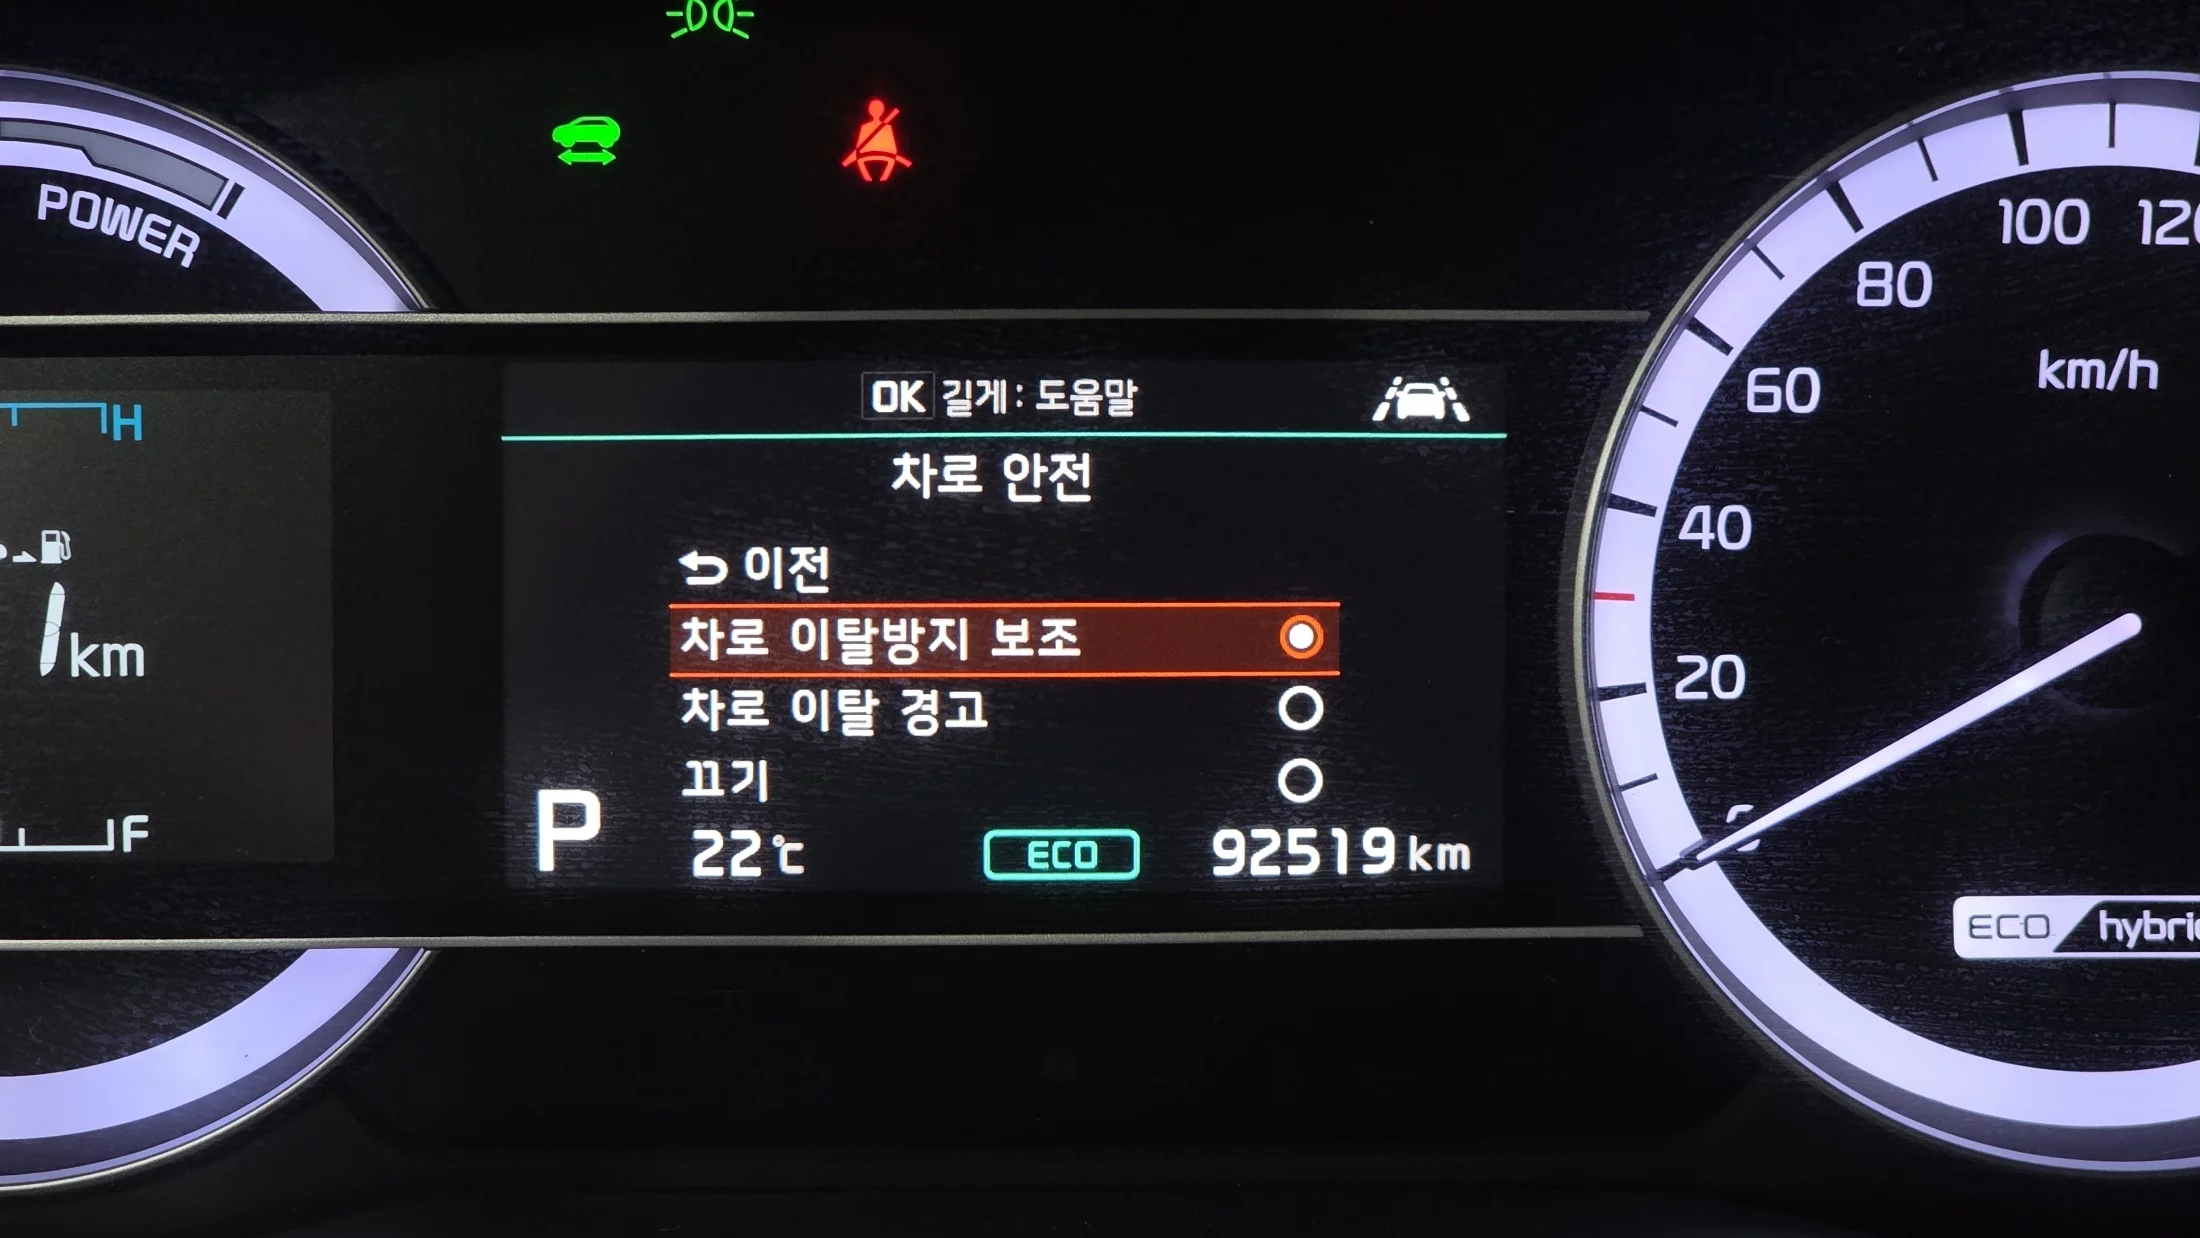 POWER
100 120
80
km/h
60
40
20
0
H
km
F
OK 길게 : 도움말
차로 안전
이전
차로 이탈방지 보조
차로 이탈 경고
끄기
P
22℃
ECO
92519 km
ECO